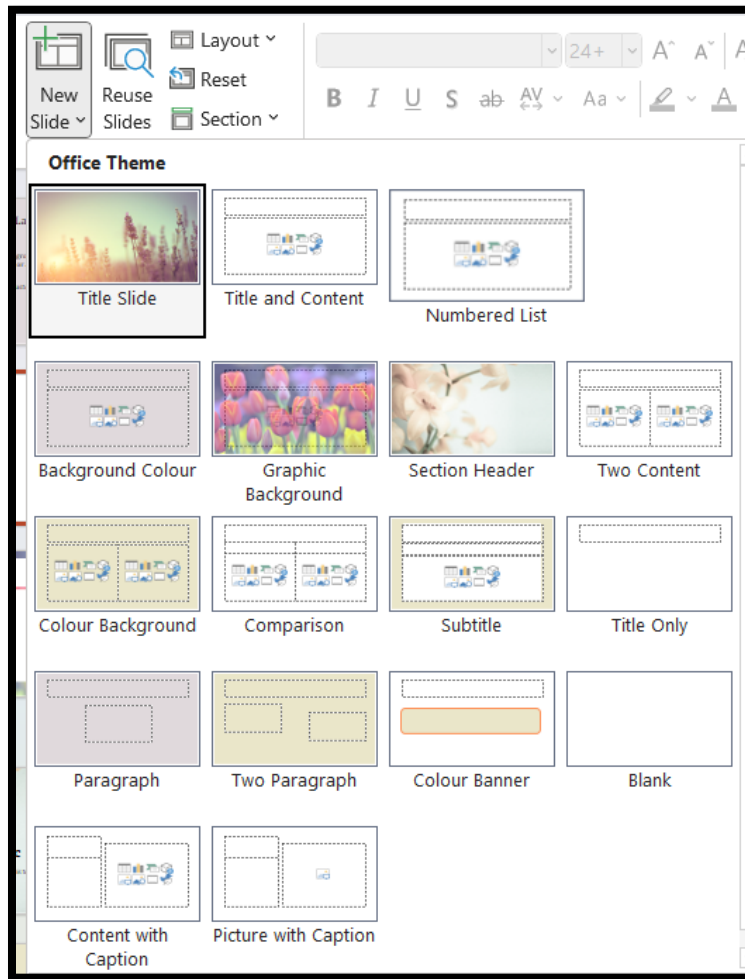 New
Slide
Reuse
Slides
Layout
Reset
Section
24+
B I U S ab AV Aa A
Office Theme
Title Slide
Title and Content
Numbered List
Background Colour
Graphic
Background
Section Header
Two Content
Colour Background
Comparison
Subtitle
Title Only
Paragraph
Two Paragraph
Colour Banner
Blank
Content with
Caption
Picture with Caption